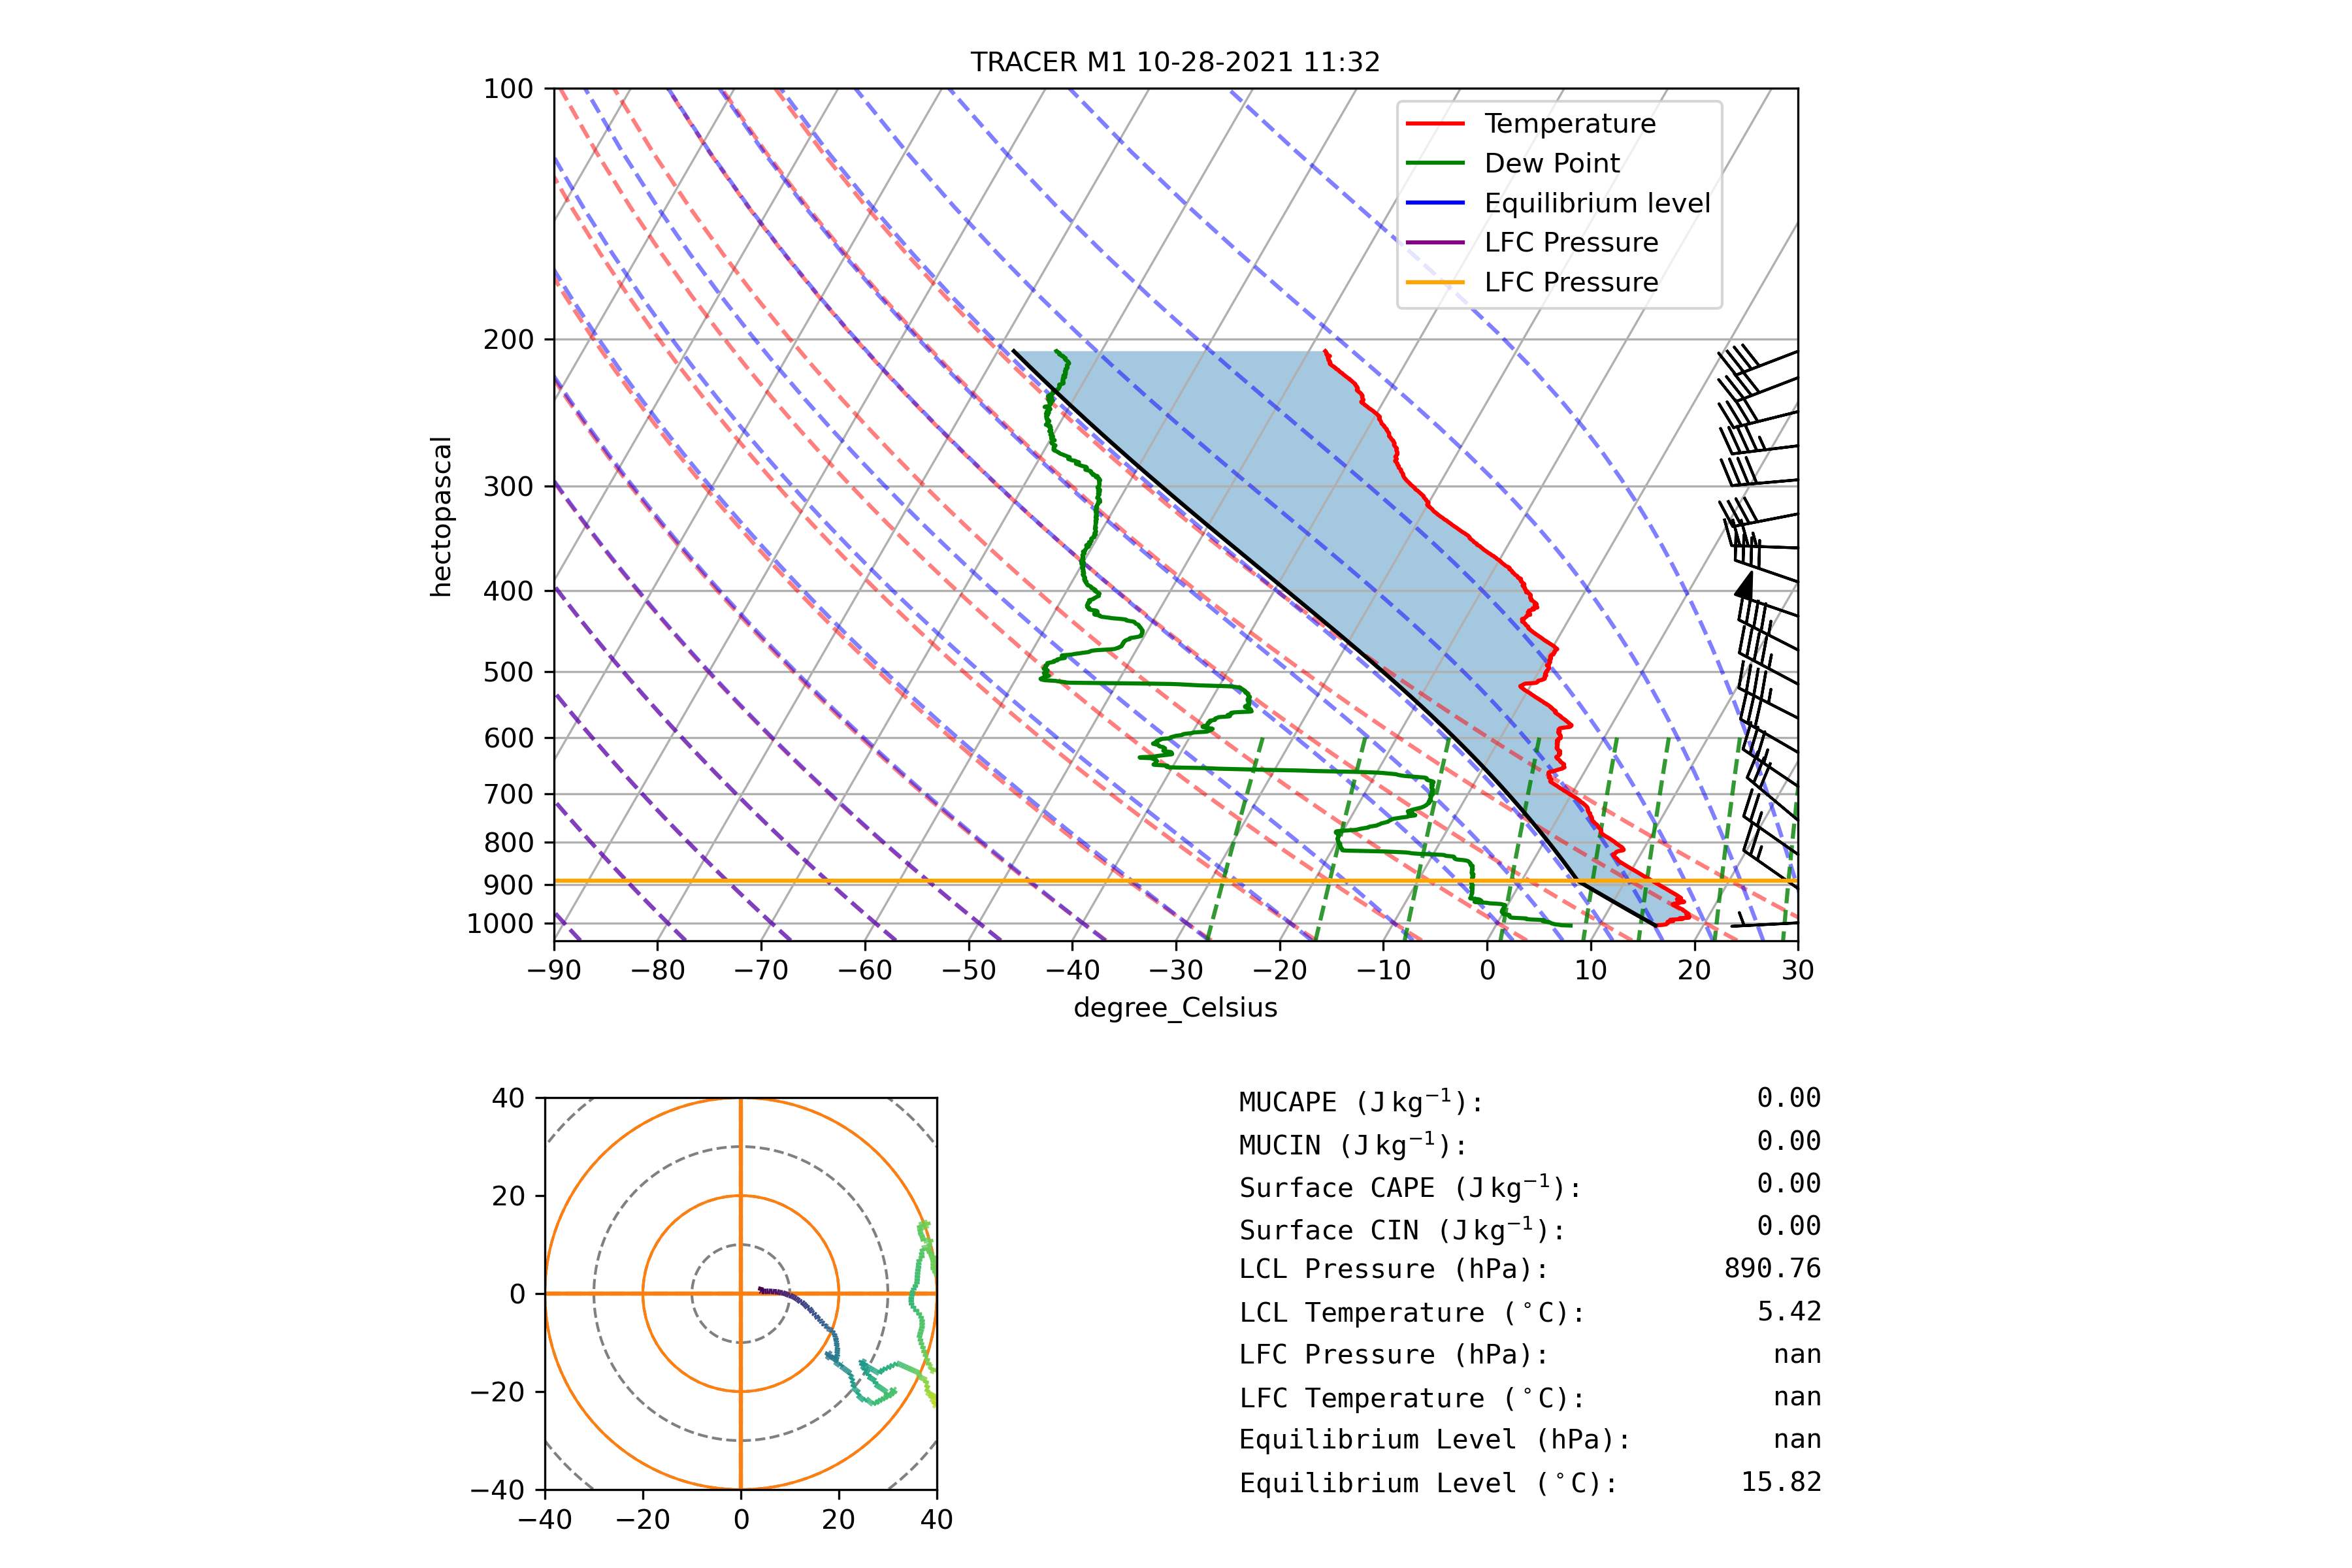 TRACER M1 10-28-2021 11:32
100
200
300
400
500
600
700
800
900
1000
hectopascal
Temperature
Dew Point
Equilibrium level
LFC Pressure
LFC Pressure
−90 −80 −70 −60 −50 −40 −30 −20 −10 0 10 20 30
degree_Celsius
40
20
0
−20
−40
−40 −20 0 20 40
MUCAPE (J kg⁻¹): 0.00
MUCIN (J kg⁻¹): 0.00
Surface CAPE (J kg⁻¹): 0.00
Surface CIN (J kg⁻¹): 0.00
LCL Pressure (hPa): 890.76
LCL Temperature (°C): 5.42
LFC Pressure (hPa): nan
LFC Temperature (°C): nan
Equilibrium Level (hPa): nan
Equilibrium Level (°C): 15.82